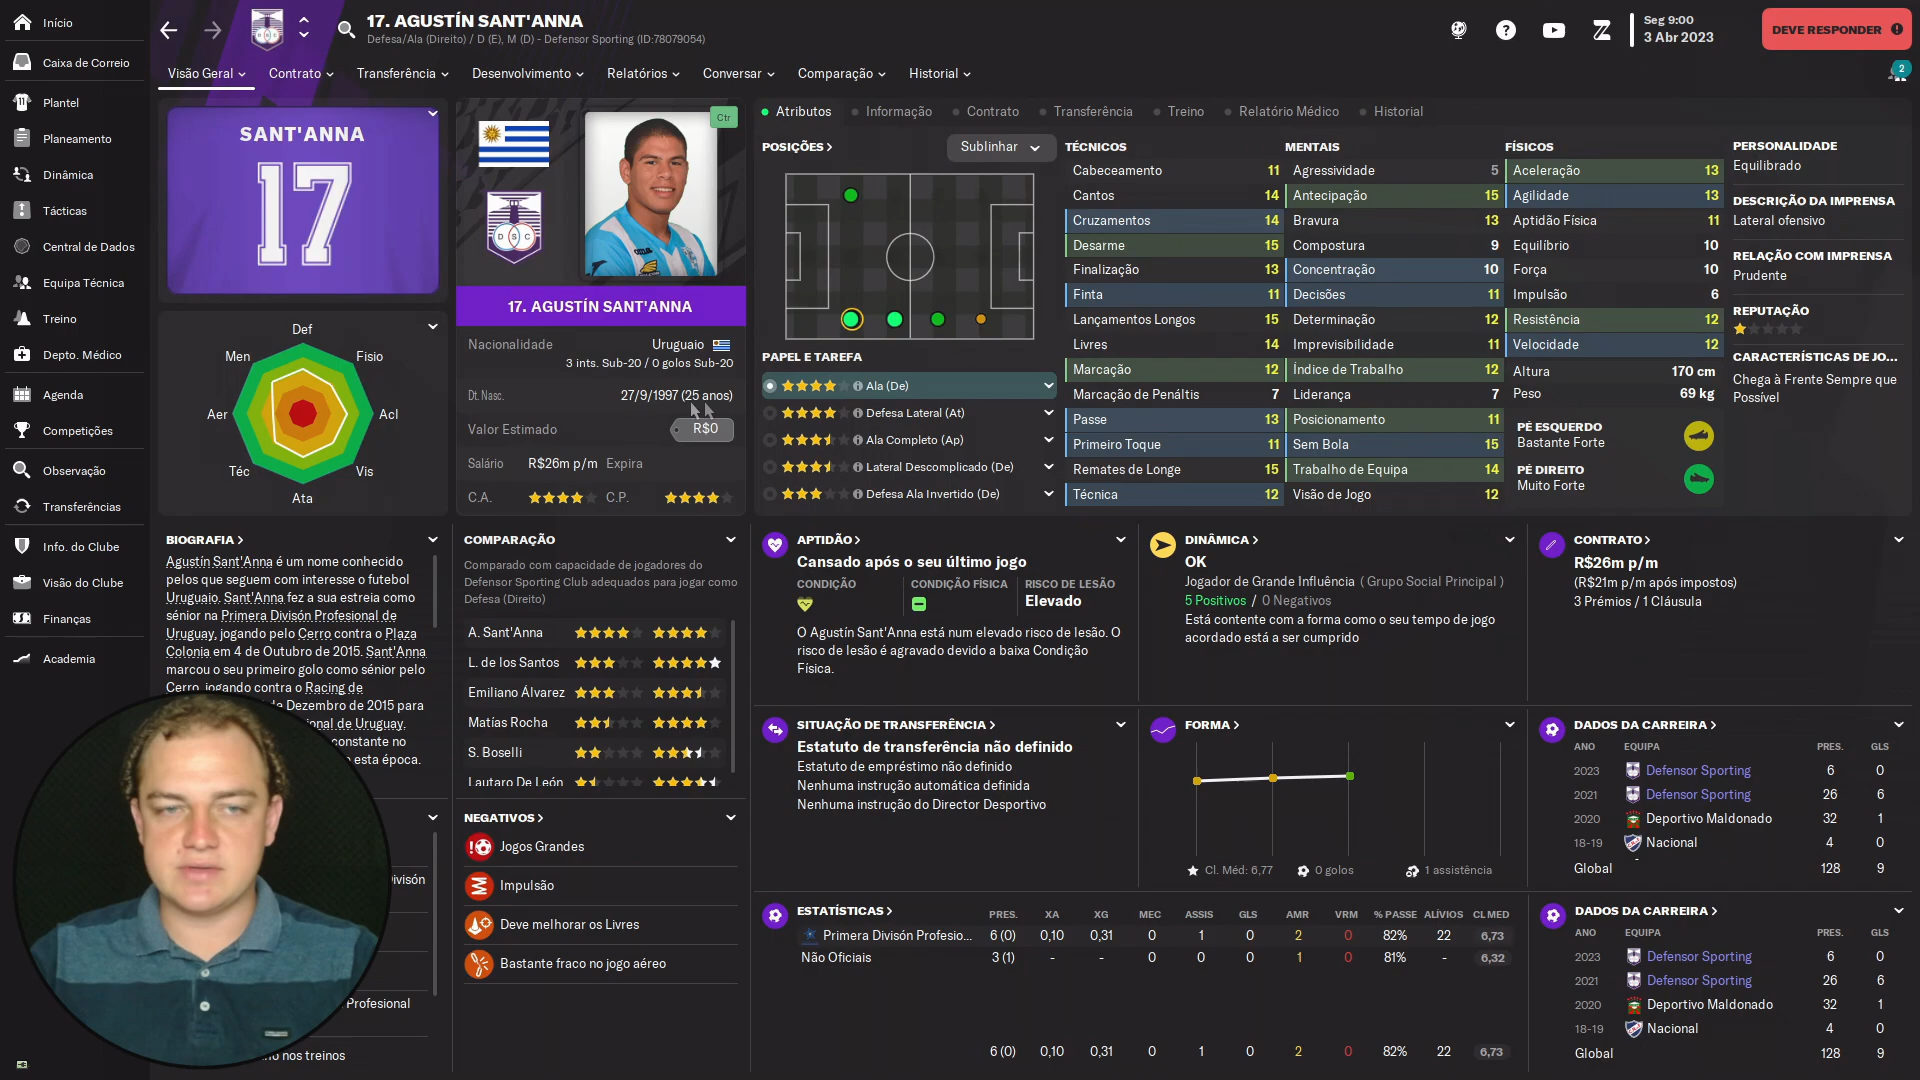 Início
Caixa de Correio
Plantel
Planeamento
Dinâmica
Tácticas
Central de Dados
Equipa Técnica
Treino
Depto. Médico
Agenda
Competições
Observação
Transferências
Info. do Clube
Visão do Clube
Finanças
Academia
17. AGUSTÍN SANT'ANNA
Defesa/Ala (Direito) / D (E), M (D) - Defensor Sporting (ID:78079054)
Seg 9:00
3 Abr 2023
DEVE RESPONDER
2
Visão Geral
Contrato
Transferência
Desenvolvimento
Relatórios
Conversar
Comparação
Historial
SANT'ANNA
17
Def
Fisio
Acl
Vis
Ata
Téc
Aer
Men
Ctr
DSC
17. AGUSTÍN SANT'ANNA
Nacionalidade Uruguaio
3 ints. Sub-20 / 0 golos Sub-20
Dt. Nasc. 27/9/1997 (25 anos)
Valor Estimado R$0
Salário R$26m p/m Expira
C.A. C.P.
Atributos
Informação
Contrato
Transferência
Treino
Relatório Médico
Historial
POSIÇÕES
Sublinhar
PAPEL E TAREFA
Ala (De)
Defesa Lateral (At)
Ala Completo (Ap)
Lateral Descomplicado (De)
Defesa Ala Invertido (De)
TÉCNICOS
Cabeceamento 11
Cantos 14
Cruzamentos 14
Desarme 15
Finalização 13
Finta 11
Lançamentos Longos 15
Livres 14
Marcação 12
Marcação de Penáltis 7
Passe 13
Primeiro Toque 11
Remates de Longe 15
Técnica 12
MENTAIS
Agressividade 5
Antecipação 15
Bravura 13
Compostura 9
Concentração 10
Decisões 11
Determinação 12
Imprevisibilidade 11
Índice de Trabalho 12
Liderança 7
Posicionamento 11
Sem Bola 15
Trabalho de Equipa 14
Visão de Jogo 12
FÍSICOS
Aceleração 13
Agilidade 13
Aptidão Física 11
Equilíbrio 10
Força 10
Impulsão 6
Resistência 12
Velocidade 12
Altura 170 cm
Peso 69 kg
PÉ ESQUERDO
Bastante Forte
PÉ DIREITO
Muito Forte
PERSONALIDADE
Equilibrado
DESCRIÇÃO DA IMPRENSA
Lateral ofensivo
RELAÇÃO COM IMPRENSA
Prudente
REPUTAÇÃO
CARACTERÍSTICAS DE JO...
Chega à Frente Sempre que
Possível
BIOGRAFIA
Agustín Sant'Anna é um nome conhecido
pelos que seguem com interesse o futebol
Uruguaio. Sant'Anna fez a sua estreia como
sénior na Primera Divisón Profesional de
Uruguay, jogando pelo Cerro contra o Plaza
Colonia em 4 de Outubro de 2015. Sant'Anna
marcou o seu primeiro golo como sénior pelo
Cerro, jogando contra o Racing de
de Dezembro de 2015 para
ional de Uruguay.
constante no
esta época.
ivisón
Profesional
nos treinos
COMPARAÇÃO
Comparado com capacidade de jogadores do
Defensor Sporting Club adequados para jogar como
Defesa (Direito)
A. Sant'Anna
L. de los Santos
Emiliano Álvarez
Matías Rocha
S. Boselli
Lautaro De León
NEGATIVOS
Jogos Grandes
Impulsão
Deve melhorar os Livres
Bastante fraco no jogo aéreo
APTIDÃO
Cansado após o seu último jogo
CONDIÇÃO
CONDIÇÃO FÍSICA
RISCO DE LESÃO
Elevado
O Agustín Sant'Anna está num elevado risco de lesão. O
risco de lesão é agravado devido a baixa Condição
Física.
DINÂMICA
OK
Jogador de Grande Influência ( Grupo Social Principal )
5 Positivos / 0 Negativos
Está contente com a forma como o seu tempo de jogo
acordado está a ser cumprido
CONTRATO
R$26m p/m
(R$21m p/m após impostos)
3 Prémios / 1 Cláusula
SITUAÇÃO DE TRANSFERÊNCIA
Estatuto de transferência não definido
Estatuto de empréstimo não definido
Nenhuma instrução automática definida
Nenhuma instrução do Director Desportivo
FORMA
Cl. Méd: 6,77
0 golos
1 assistência
DADOS DA CARREIRA
ANO EQUIPA PRES. GLS
2023 Defensor Sporting 6 0
2021 Defensor Sporting 26 6
2020 Deportivo Maldonado 32 1
18-19 Nacional 4 0
-
Global 128 9
ESTATÍSTICAS PRES. XA XG MEC ASSIS GLS AMR VRM % PASSE ALÍVIOS CL MED
Primera Divisón Profesio... 6 (0) 0,10 0,31 0 1 0 2 0 82% 22 6,73
Não Oficiais 3 (1) - - 0 0 0 1 0 81% - 6,32
6 (0) 0,10 0,31 0 1 0 2 0 82% 22 6,73
DADOS DA CARREIRA
ANO EQUIPA PRES. GLS
2023 Defensor Sporting 6 0
2021 Defensor Sporting 26 6
2020 Deportivo Maldonado 32 1
18-19 Nacional 4 0
Global 128 9